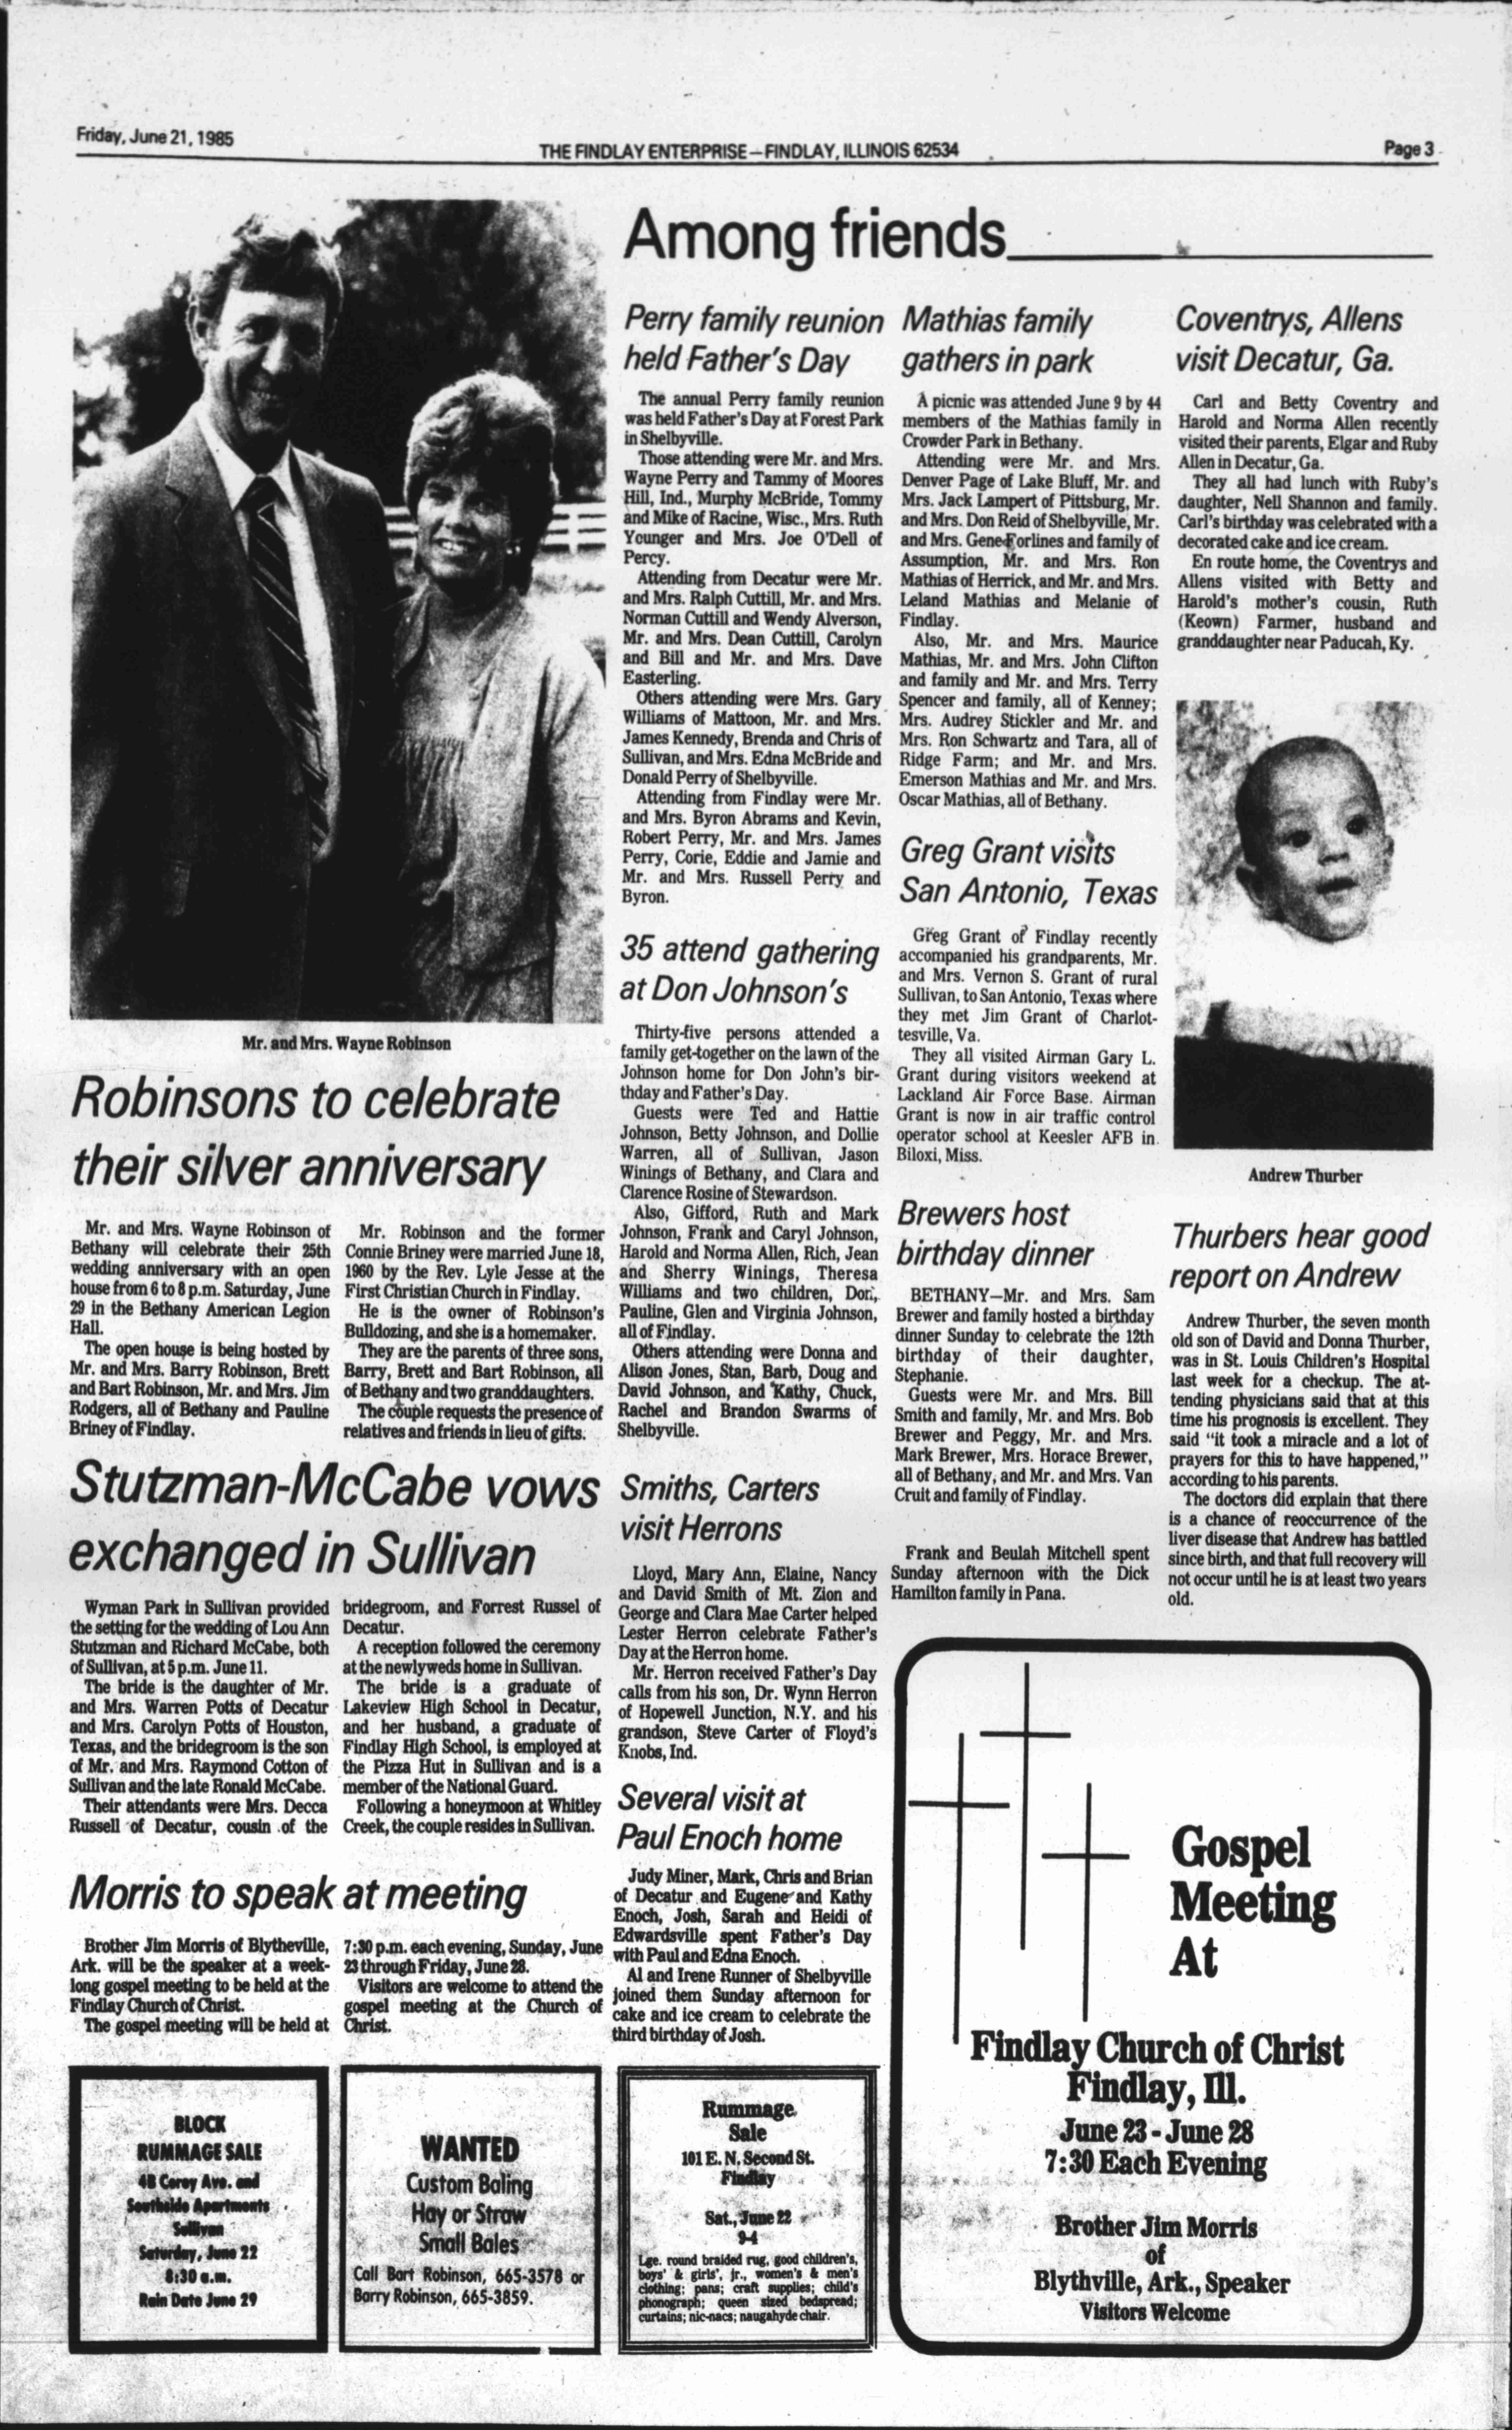 Friday, June 21, 1985
THE FINDLAY ENTERPRISE—FINDLAY, ILLINOIS 62534
Page 3
Mr. and Mrs. Wayne Robinson
Robinsons to celebrate
their silver anniversary
Mr. and Mrs. Wayne Robinson of
Bethany will celebrate their 25th
wedding anniversary with an open
house from 6 to 8 p.m. Saturday, June
29 in the Bethany American Legion
Hall.
The open house is being hosted by
Mr. and Mrs. Barry Robinson, Brett
and Bart Robinson, Mr. and Mrs. Jim
Rodgers, all of Bethany and Pauline
Briney of Findlay.
Mr. Robinson and the former
Connie Briney were married June 18,
1960 by the Rev. Lyle Jesse at the
First Christian Church in Findlay.
He is the owner of Robinson's
Bulldozing, and she is a homemaker.
They are the parents of three sons,
Barry, Brett and Bart Robinson, all
of Bethany and two granddaughters.
The couple requests the presence of
relatives and friends in lieu of gifts.
Stutzman-McCabe vows
exchanged in Sullivan
Wyman Park in Sullivan provided
the setting for the wedding of Lou Ann
Stutzman and Richard McCabe, both
of Sullivan, at 5 p.m. June 11.
The bride is the daughter of Mr.
and Mrs. Warren Potts of Decatur
and Mrs. Carolyn Potts of Houston,
Texas, and the bridegroom is the son
of Mr. and Mrs. Raymond Cotton of
Sullivan and the late Ronald McCabe.
Their attendants were Mrs. Decca
Russell of Decatur, cousin of the
bridegroom, and Forrest Russel of
Decatur.
A reception followed the ceremony
at the newlyweds home in Sullivan.
The bride is a graduate of
Lakeview High School in Decatur,
and her husband, a graduate of
Findlay High School, is employed at
the Pizza Hut in Sullivan and is a
member of the National Guard.
Following a honeymoon at Whitley
Creek, the couple resides in Sullivan.
Morris to speak at meeting
Brother Jim Morris of Blytheville,
Ark. will be the speaker at a week-
long gospel meeting to be held at the
Findlay Church of Christ.
The gospel meeting will be held at
7:30 p.m. each evening, Sunday, June
23 through Friday, June 28.
Visitors are welcome to attend the
gospel meeting at the Church of
Christ.
Among friends
Perry family reunion
held Father's Day
The annual Perry family reunion
was held Father's Day at Forest Park
in Shelbyville.
Those attending were Mr. and Mrs.
Wayne Perry and Tammy of Moores
Hill, Ind., Murphy McBride, Tommy
and Mike of Racine, Wisc., Mrs. Ruth
Younger and Mrs. Joe O'Dell of
Percy.
Attending from Decatur were Mr.
and Mrs. Ralph Cuttill, Mr. and Mrs.
Norman Cuttill and Wendy Alverson,
Mr. and Mrs. Dean Cuttill, Carolyn
and Bill and Mr. and Mrs. Dave
Easterling.
Others attending were Mrs. Gary
Williams of Mattoon, Mr. and Mrs.
James Kennedy, Brenda and Chris of
Sullivan, and Mrs. Edna McBride and
Donald Perry of Shelbyville.
Attending from Findlay were Mr.
and Mrs. Byron Abrams and Kevin,
Robert Perry, Mr. and Mrs. James
Perry, Corie, Eddie and Jamie and
Mr. and Mrs. Russell Perry and
Byron.
35 attend gathering
at Don Johnson's
Thirty-five persons attended a
family get-together on the lawn of the
Johnson home for Don John's bir-
thday and Father's Day.
Guests were Ted and Hattie
Johnson, Betty Johnson, and Dollie
Warren, all of Sullivan, Jason
Winings of Bethany, and Clara and
Clarence Rosine of Stewardson.
Also, Gifford, Ruth and Mark
Johnson, Frank and Caryl Johnson,
Harold and Norma Allen, Rich, Jean
and Sherry Winings, Theresa
Williams and two children, Don,
Pauline, Glen and Virginia Johnson,
all of Findlay.
Others attending were Donna and
Alison Jones, Stan, Barb, Doug and
David Johnson, and Kathy, Chuck,
Rachel and Brandon Swarms of
Shelbyville.
Smiths, Carters
visit Herrons
Lloyd, Mary Ann, Elaine, Nancy
and David Smith of Mt. Zion and
George and Clara Mae Carter helped
Lester Herron celebrate Father's
Day at the Herron home.
Mr. Herron received Father's Day
calls from his son, Dr. Wynn Herron
of Hopewell Junction, N.Y. and his
grandson, Steve Carter of Floyd's
Knobs, Ind.
Several visit at
Paul Enoch home
Judy Miner, Mark, Chris and Brian
of Decatur and Eugene and Kathy
Enoch, Josh, Sarah and Heidi of
Edwardsville spent Father's Day
with Paul and Edna Enoch.
Al and Irene Runner of Shelbyville
joined them Sunday afternoon for
cake and ice cream to celebrate the
third birthday of Josh.
Mathias family
gathers in park
A picnic was attended June 9 by 44
members of the Mathias family in
Crowder Park in Bethany.
Attending were Mr. and Mrs.
Denver Page of Lake Bluff, Mr. and
Mrs. Jack Lampert of Pittsburg, Mr.
and Mrs. Don Reid of Shelbyville, Mr.
and Mrs. Gene Forlines and family of
Assumption, Mr. and Mrs. Ron
Mathias of Herrick, and Mr. and Mrs.
Leland Mathias and Melanie of
Findlay.
Also, Mr. and Mrs. Maurice
Mathias, Mr. and Mrs. John Clifton
and family and Mr. and Mrs. Terry
Spencer and family, all of Kenney;
Mrs. Audrey Stickler and Mr. and
Mrs. Ron Schwartz and Tara, all of
Ridge Farm; and Mr. and Mrs.
Emerson Mathias and Mr. and Mrs.
Oscar Mathias, all of Bethany.
Greg Grant visits
San Antonio, Texas
Greg Grant of Findlay recently
accompanied his grandparents, Mr.
and Mrs. Vernon S. Grant of rural
Sullivan, to San Antonio, Texas where
they met Jim Grant of Charlot-
tesville, Va.
They all visited Airman Gary L.
Grant during visitors weekend at
Lackland Air Force Base. Airman
Grant is now in air traffic control
operator school at Keesler AFB in
Biloxi, Miss.
Brewers host
birthday dinner
BETHANY—Mr. and Mrs. Sam
Brewer and family hosted a birthday
dinner Sunday to celebrate the 12th
birthday of their daughter,
Stephanie.
Guests were Mr. and Mrs. Bill
Smith and family, Mr. and Mrs. Bob
Brewer and Peggy, Mr. and Mrs.
Mark Brewer, Mrs. Horace Brewer,
all of Bethany, and Mr. and Mrs. Van
Cruit and family of Findlay.
Frank and Beulah Mitchell spent
Sunday afternoon with the Dick
Hamilton family in Pana.
Coventrys, Allens
visit Decatur, Ga.
Carl and Betty Coventry and
Harold and Norma Allen recently
visited their parents, Elgar and Ruby
Allen in Decatur, Ga.
They all had lunch with Ruby's
daughter, Nell Shannon and family.
Carl's birthday was celebrated with a
decorated cake and ice cream.
En route home, the Coventrys and
Allens visited with Betty and
Harold's mother's cousin, Ruth
(Keown) Farmer, husband and
granddaughter near Paducah, Ky.
Andrew Thurber
Thurbers hear good
report on Andrew
Andrew Thurber, the seven month
old son of David and Donna Thurber,
was in St. Louis Children's Hospital
last week for a checkup. The at-
tending physicians said that at this
time his prognosis is excellent. They
said "it took a miracle and a lot of
prayers for this to have happened,"
according to his parents.
The doctors did explain that there
is a chance of reoccurrence of the
liver disease that Andrew has battled
since birth, and that full recovery will
not occur until he is at least two years
old.
BLOCK
RUMMAGE SALE
48 Corey Ave. and
Southside Apartments
Sullivan
Saturday, June 22
8:30 a.m.
Rain Date June 29
WANTED
Custom Baling
Hay or Straw
Small Bales
Call Bart Robinson, 665-3578 or
Barry Robinson, 665-3859.
Rummage
Sale
101 E. N. Second St.
Findlay
Sat., June 22
9-4
Lge. round braided rug, good children's,
boys' & girls', jr., women's & men's
clothing; pans; craft supplies; child's
phonograph; queen sized bedspread;
curtains; nic-nacs; naugahyde chair.
Gospel
Meeting
At
Findlay Church of Christ
Findlay, Ill.
June 23 - June 28
7:30 Each Evening
Brother Jim Morris
of
Blythville, Ark., Speaker
Visitors Welcome